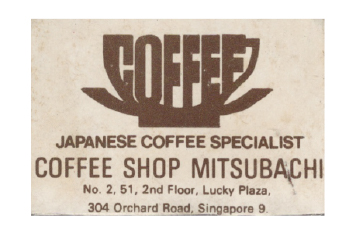 COFFEE
JAPANESE COFFEE SPECIALIST
COFFEE SHOP MITSUBACHI
No. 2, 51, 2nd Floor, Lucky Plaza,
304 Orchard Road, Singapore 9.